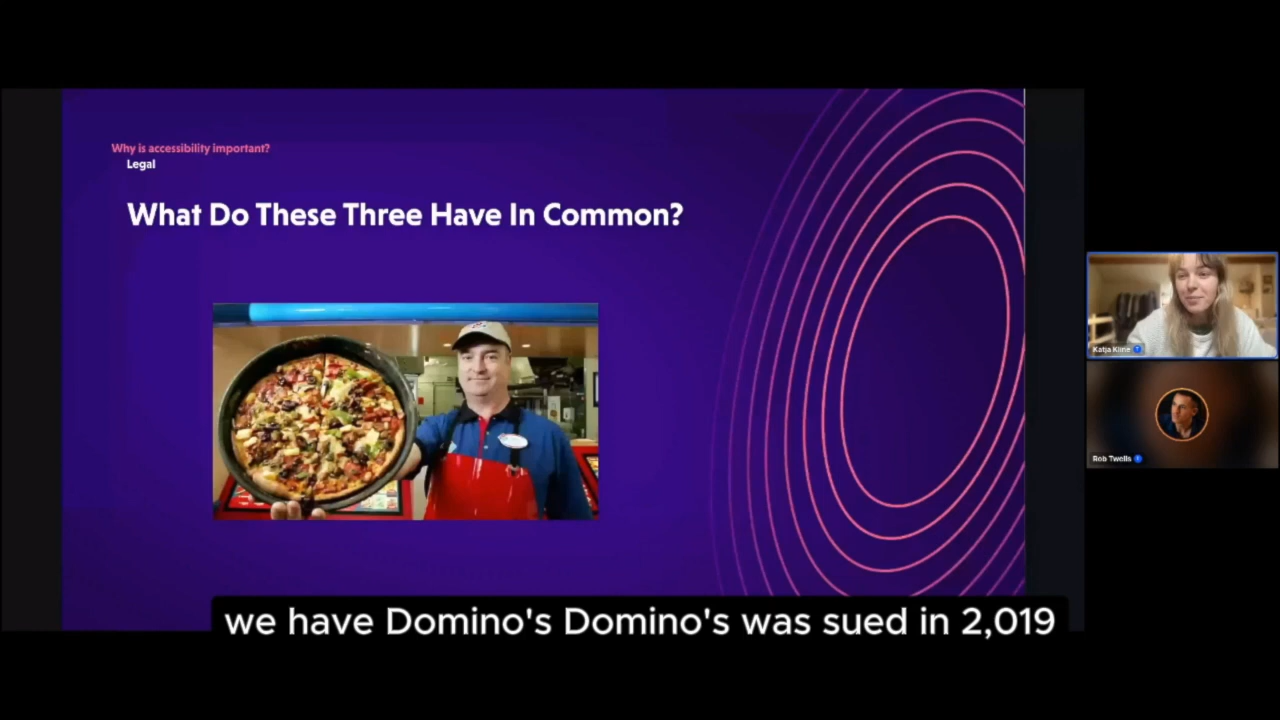 Why is accessibility important?
Legal
What Do These Three Have In Common?
Katja Kline
Rob Twells
we have Domino's Domino's was sued in 2,019